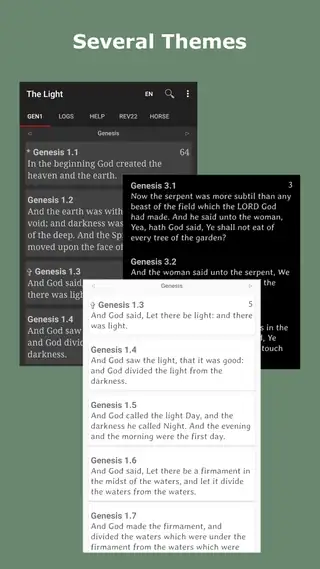 Several Themes
The Light
EN
GEN1 LOGS HELP REV22 HORSE
Genesis
* Genesis 1.1 64
In the beginning God created the
heaven and the earth.
Genesis 1.2
And the earth was with
void; and darkness was
of the deep. And the Sp
moved upon the face of
Genesis 1.3
And God said
there was ligh
Genesis 1.4
And God saw
and God divid
darkness.
Genesis 3.1 3
Now the serpent was more subtil than any
beast of the field which the LORD God
had made. And he said unto the woman,
Yea, hath God said, Ye shall not eat of
every tree of the garden?
Genesis 3.2
And the woman said unto the serpent, We
s in the
d, Ye
touch
Genesis
Genesis 1.3 5
And God said, Let there be light: and there
was light.
Genesis 1.4
And God saw the light, that it was good:
and God divided the light from the
darkness.
Genesis 1.5
And God called the light Day, and the
darkness he called Night. And the evening
and the morning were the first day.
Genesis 1.6
And God said, Let there be a firmament in
the midst of the waters, and let it divide
the waters from the waters.
Genesis 1.7
And God made the firmament, and
divided the waters which were under the
firmament from the waters which were